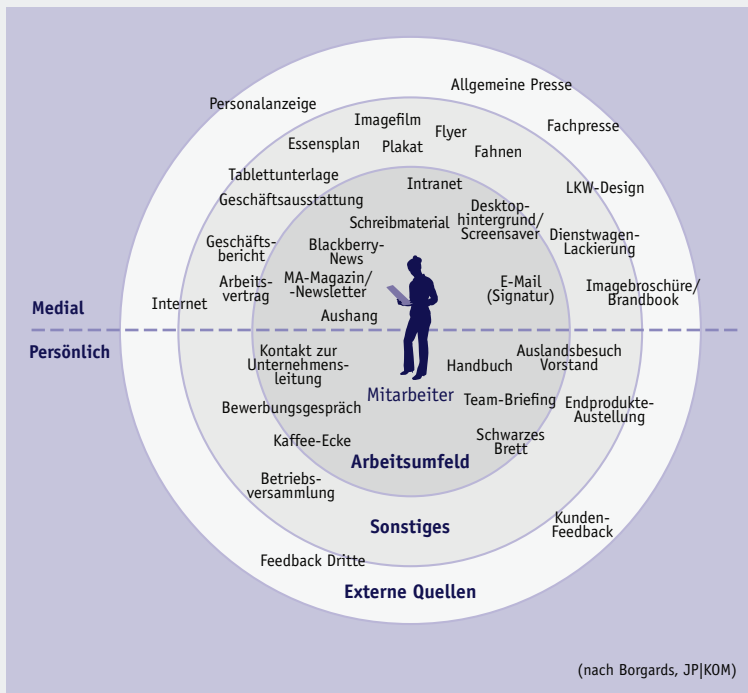 Allgemeine Presse
Personalanzeige
Imagefilm
Flyer
Fachpresse
Essensplan
Plakat
Fahnen
Tablettunterlage
Intranet
LKW-Design
Geschäftsausstattung
Desktop-
hintergrund/
Screensaver
Schreibmaterial
Dienstwagen-
Lackierung
Geschäfts-
bericht
Blackberry-
News
Arbeits-
vertrag
MA-Magazin/
-Newsletter
E-Mail
(Signatur)
Imagebroschüre/
Brandbook
Internet
Aushang
Medial
Persönlich
Kontakt zur
Unternehmens-
leitung
Handbuch
Auslandsbesuch
Vorstand
Mitarbeiter
Bewerbungsgespräch
Team-Briefing
Endprodukte-
Austellung
Kaffee-Ecke
Schwarzes
Brett
Arbeitsumfeld
Betriebs-
versammlung
Sonstiges
Kunden-
Feedback
Feedback Dritte
Externe Quellen
(nach Borgards, JP|KOM)